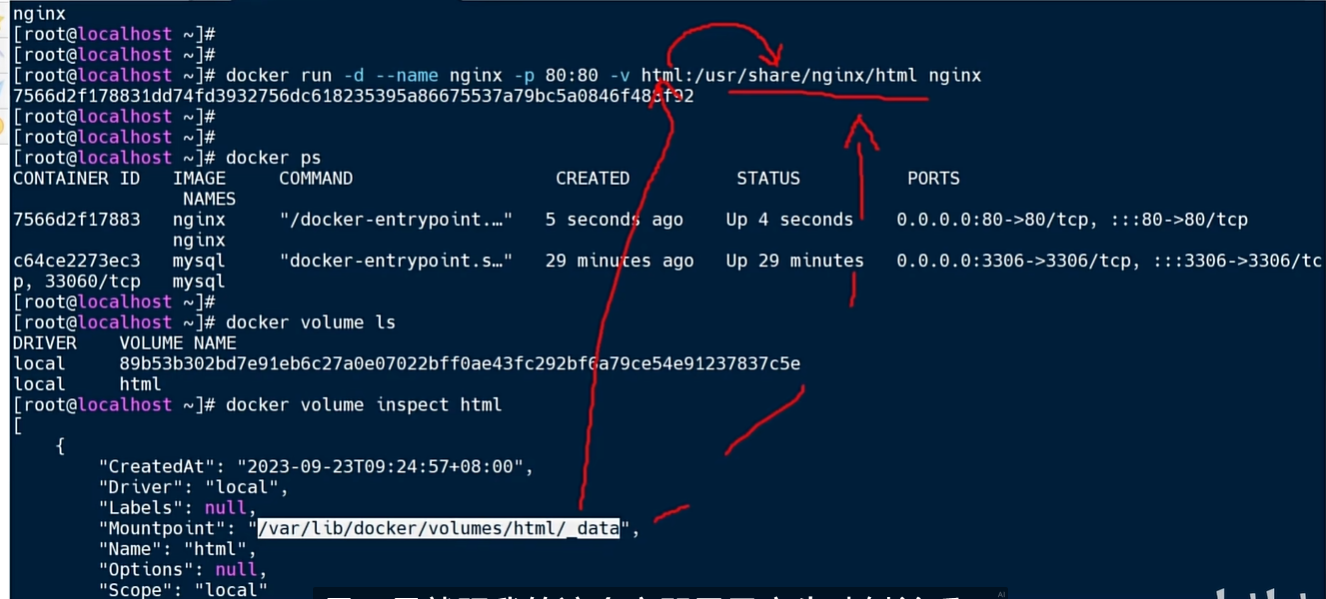 nginx
[root@localhost ~]#
[root@localhost ~]#
[root@localhost ~]# docker run -d --name nginx -p 80:80 -v html:/usr/share/nginx/html nginx
[root@localhost ~]#
[root@localhost ~]#
[root@localhost ~]# docker ps
CONTAINER ID   IMAGE     COMMAND                   CREATED          STATUS          PORTS
                NAMES
7566d2f17883   nginx     "/docker-entrypoint.…"   5 seconds ago    Up 4 seconds    0.0.0.0:80->80/tcp, :::80->80/tcp
               nginx
c64ce2273ec3   mysql     "docker-entrypoint.s…"   29 minutes ago   Up 29 minutes   0.0.0.0:3306->3306/tcp, :::3306->3306/tc
p, 33060/tcp   mysql
[root@localhost ~]#
[root@localhost ~]# docker volume ls
DRIVER    VOLUME NAME
local     89b53b302bd7e91eb6c27a0e07022bff0ae43fc292bf6a79ce54e91237837c5e
local     html
[root@localhost ~]# docker volume inspect html
[
    {
        "CreatedAt": "2023-09-23T09:24:57+08:00",
        "Driver": "local",
        "Labels": null,
        "Mountpoint": "/var/lib/docker/volumes/html/_data",
        "Name": "html",
        "Options": null,
        "Scope": "local"
AI